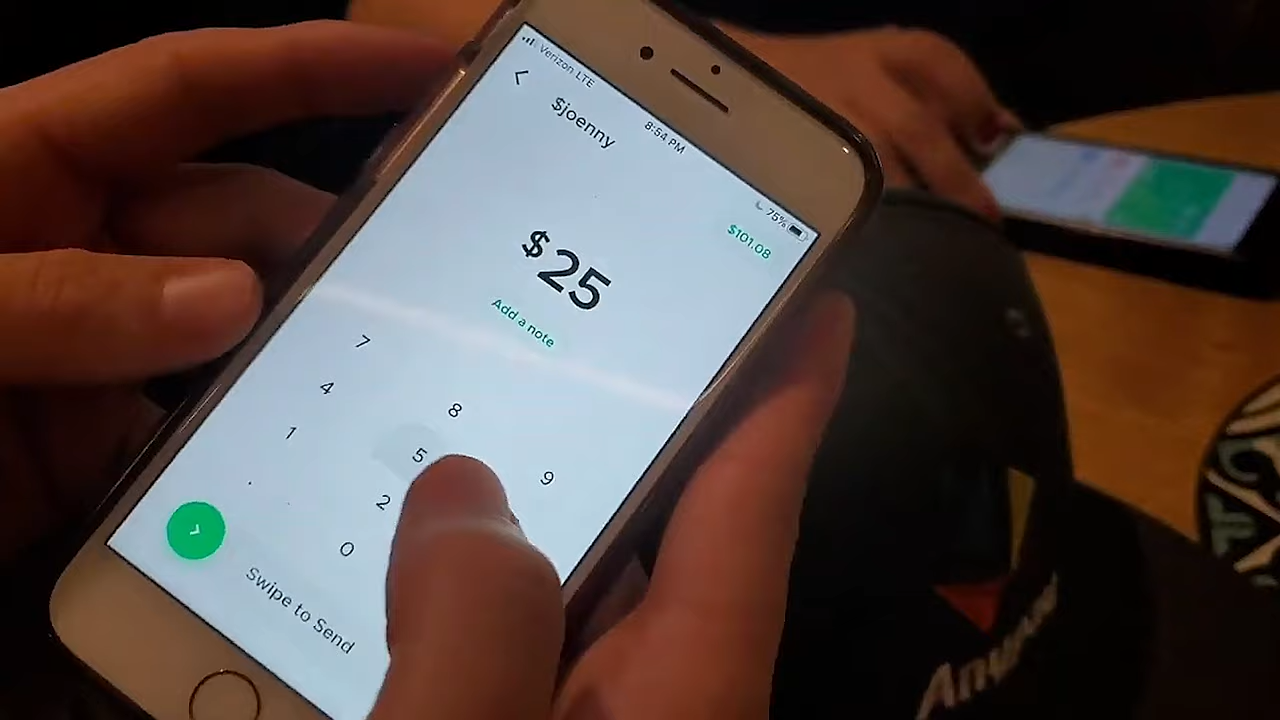 Verizon LTE
8:54 PM
75%
$joenny
$101.08
$25
Add a note
7 8 9
4 5
1 2
. 0
Swipe to Send